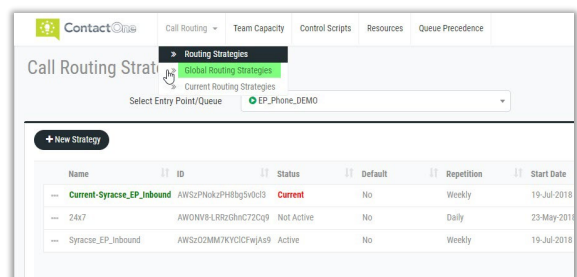 ContactOne Call Routing Team Capacity Control Scripts Resources Queue Precedence
» Routing Strategies
Call Routing Strat » Global Routing Strategies
» Current Routing Strategies
Select Entry Point/Queue EP_Phone_DEMO
+ New Strategy
Name ID Status Default Repetition Start Date
Current-Syracse_EP_Inbound AWSzPNokzPH8bg5v0cl3 Current No Weekly 19-Jul-2018
24x7 AWONV8-LRRzGhnC72Cq9 Not Active No Daily 23-May-2018
Syracse_EP_Inbound AWSzO2MM7KYClCFwjAs9 Active No Weekly 19-Jul-2018